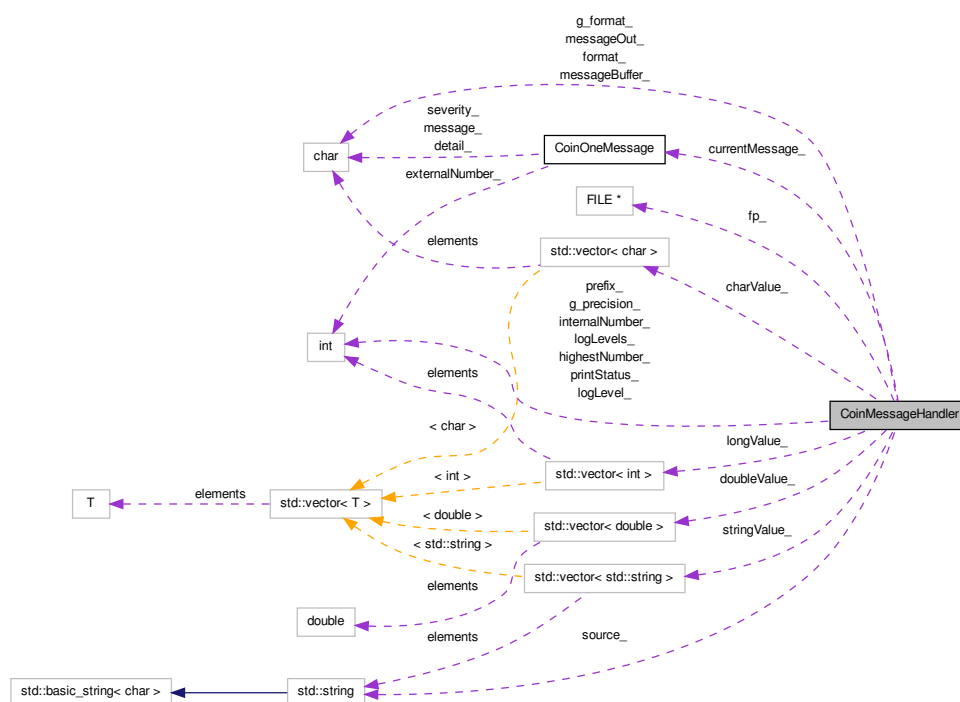 g_format_
messageOut_
format_
messageBuffer_
severity_
message_
detail_
char
CoinOneMessage
currentMessage_
externalNumber_
FILE *
fp_
elements
std::vector< char >
charValue_
prefix_
g_precision_
internalNumber_
logLevels_
highestNumber_
printStatus_
logLevel_
int
elements
CoinMessageHandler
< char >
longValue_
< int >
std::vector< int >
doubleValue_
T
elements
std::vector< T >
< double >
std::vector< double >
stringValue_
< std::string >
std::vector< std::string >
elements
double
elements
source_
std::basic_string< char >
std::string